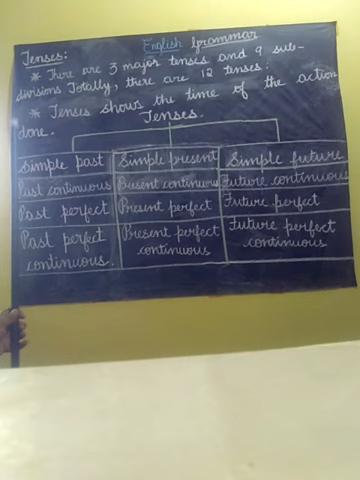 English Grammar
Tenses:
* There are 3 major tenses and 9 sub-
divisions Totally, there are 12 tenses.
* Tenses shows the time of the action
done.
Tenses.
Simple past Simple present Simple future
Past continuous Present continuous Future continuous
Past perfect Present perfect Future perfect
Past perfect
continuous.
Present perfect
continuous
Future perfect
continuous